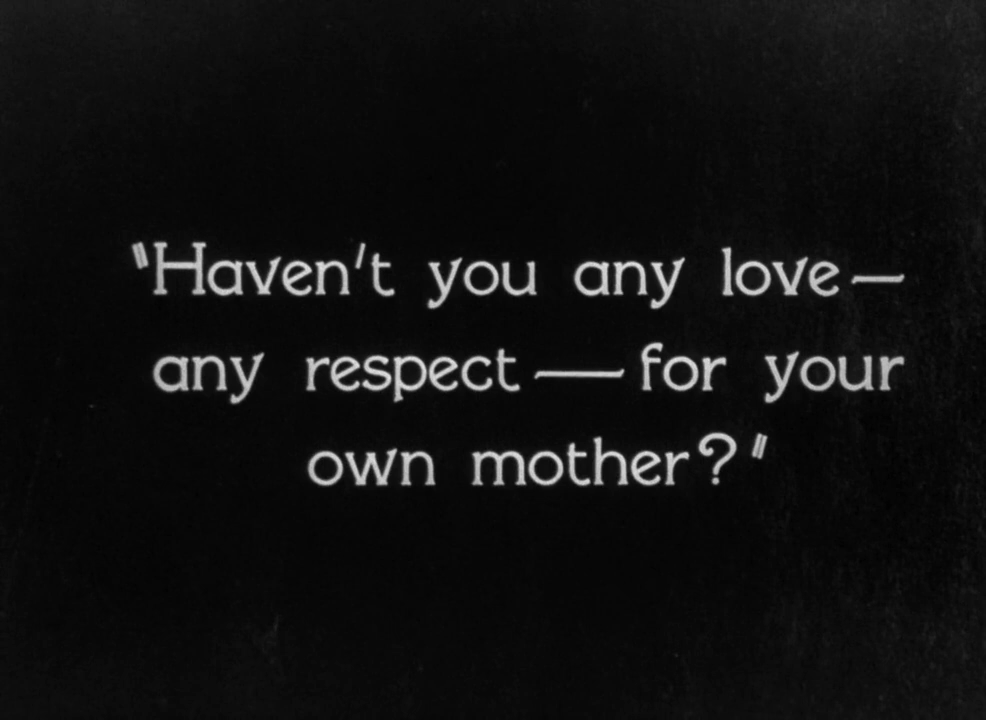 "Haven't you any love—
any respect — for your
own mother?"